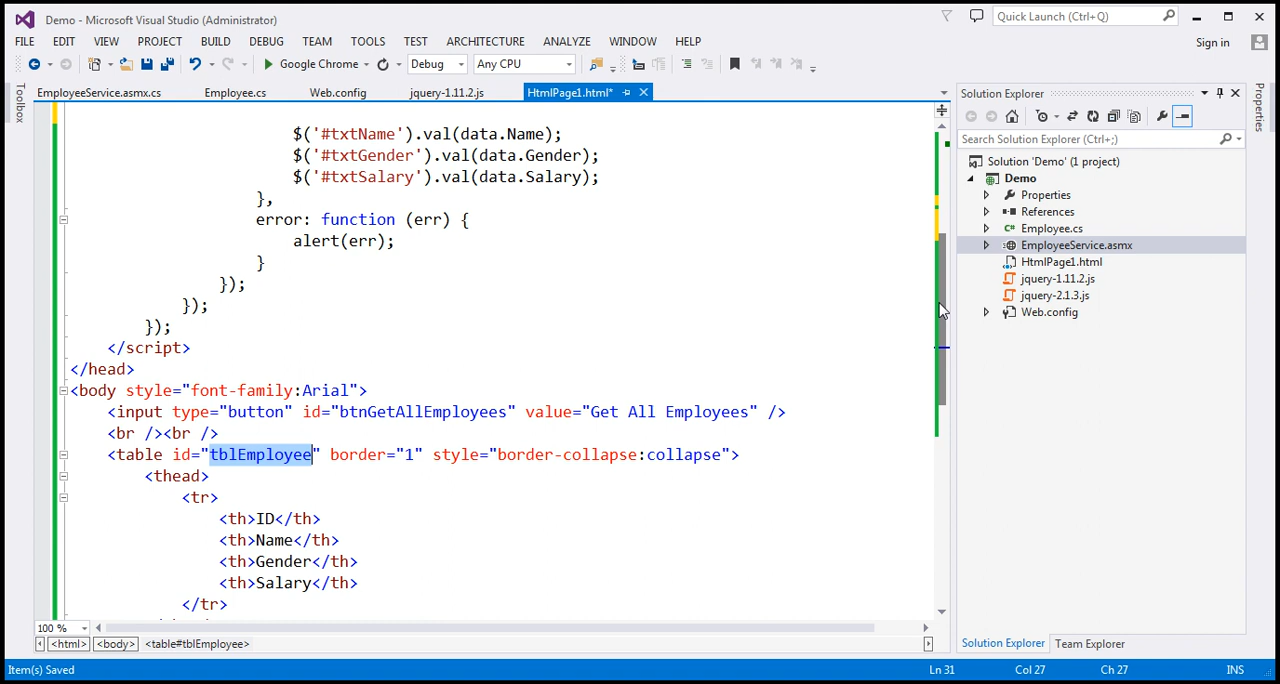 Demo - Microsoft Visual Studio (Administrator)
Quick Launch (Ctrl+Q)
FILE EDIT VIEW PROJECT BUILD DEBUG TEAM TOOLS TEST ARCHITECTURE ANALYZE WINDOW HELP
Sign in
Google Chrome Debug Any CPU
Toolbox
EmployeeService.asmx.cs Employee.cs Web.config jquery-1.11.2.js HtmlPage1.html*
$('#txtName').val(data.Name);
$('#txtGender').val(data.Gender);
$('#txtSalary').val(data.Salary);
},
error: function (err) {
alert(err);
}
});
});
});
</script>
</head>
<body style="font-family:Arial">
<input type="button" id="btnGetAllEmployees" value="Get All Employees" />
<br /><br />
<table id="tblEmployee" border="1" style="border-collapse:collapse">
<thead>
<tr>
<th>ID</th>
<th>Name</th>
<th>Gender</th>
<th>Salary</th>
</tr>
100 %
<html> <body> <table#tblEmployee>
Solution Explorer
Search Solution Explorer (Ctrl+;)
Solution 'Demo' (1 project)
Demo
Properties
References
Employee.cs
EmployeeService.asmx
HtmlPage1.html
jquery-1.11.2.js
jquery-2.1.3.js
Web.config
Solution Explorer Team Explorer
Properties
Item(s) Saved Ln 31 Col 27 Ch 27 INS